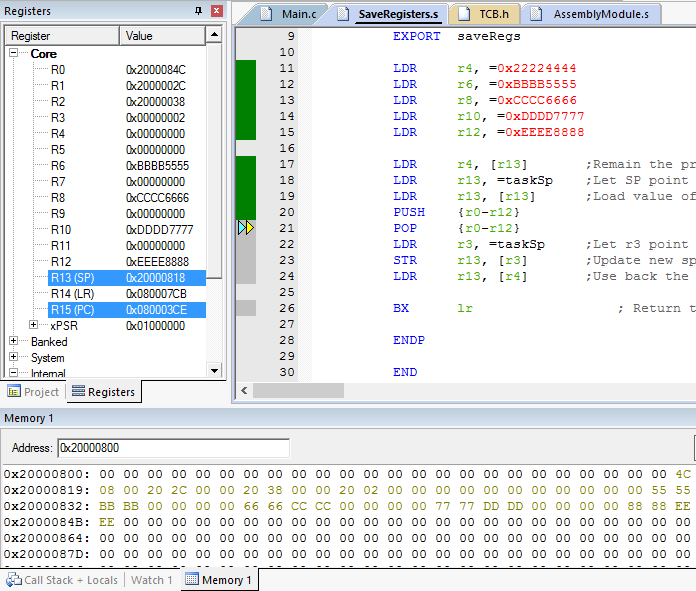 Registers
Register Value
Core
R0 0x2000084C
R1 0x2000002C
R2 0x20000038
R3 0x00000002
R4 0x00000000
R5 0x00000000
R6 0xBBBB5555
R7 0x00000000
R8 0xCCCC6666
R9 0x00000000
R10 0xDDDD7777
R11 0x00000000
R12 0xEEEE8888
R13 (SP) 0x20000818
R14 (LR) 0x080007CB
R15 (PC) 0x080003CE
xPSR 0x01000000
Banked
System
Internal
Project Registers
Main.c SaveRegisters.s TCB.h AssemblyModule.s
9 EXPORT saveRegs
10
11 LDR r4, =0x22224444
12 LDR r6, =0xBBBB5555
13 LDR r8, =0xCCCC6666
14 LDR r10, =0xDDDD7777
15 LDR r12, =0xEEEE8888
16
17 LDR r4, [r13] ;Remain the pr
18 LDR r13, =taskSp ;Let SP point
19 LDR r13, [r13] ;Load value of
20 PUSH {r0-r12}
21 POP {r0-r12}
22 LDR r3, =taskSp ;Let r3 point
23 STR r13, [r3] ;Update new sp
24 LDR r13, [r4] ;Use back the
25
26 BX lr ; Return t
27
28 ENDP
29
30 END
Memory 1
Address: 0x20000800
0x20000800: 00 00 00 00 00 00 00 00 00 00 00 00 00 00 00 00 00 00 00 00 00 00 00 00 4C
0x20000819: 08 00 20 2C 00 00 20 38 00 00 20 02 00 00 00 00 00 00 00 00 00 00 00 55 55
0x20000832: BB BB 00 00 00 00 66 66 CC CC 00 00 00 00 77 77 DD DD 00 00 00 00 88 88 EE
0x2000084B: EE 00 00 00 00 00 00 00 00 00 00 00 00 00 00 00 00 00 00 00 00 00 00 00 00
0x20000864: 00 00 00 00 00 00 00 00 00 00 00 00 00 00 00 00 00 00 00 00 00 00 00 00 00
0x2000087D: 00 00 00 00 00 00 00 00 00 00 00 00 00 00 00 00 00 00 00 00 00 00 00 00 00
Call Stack + Locals Watch 1 Memory 1